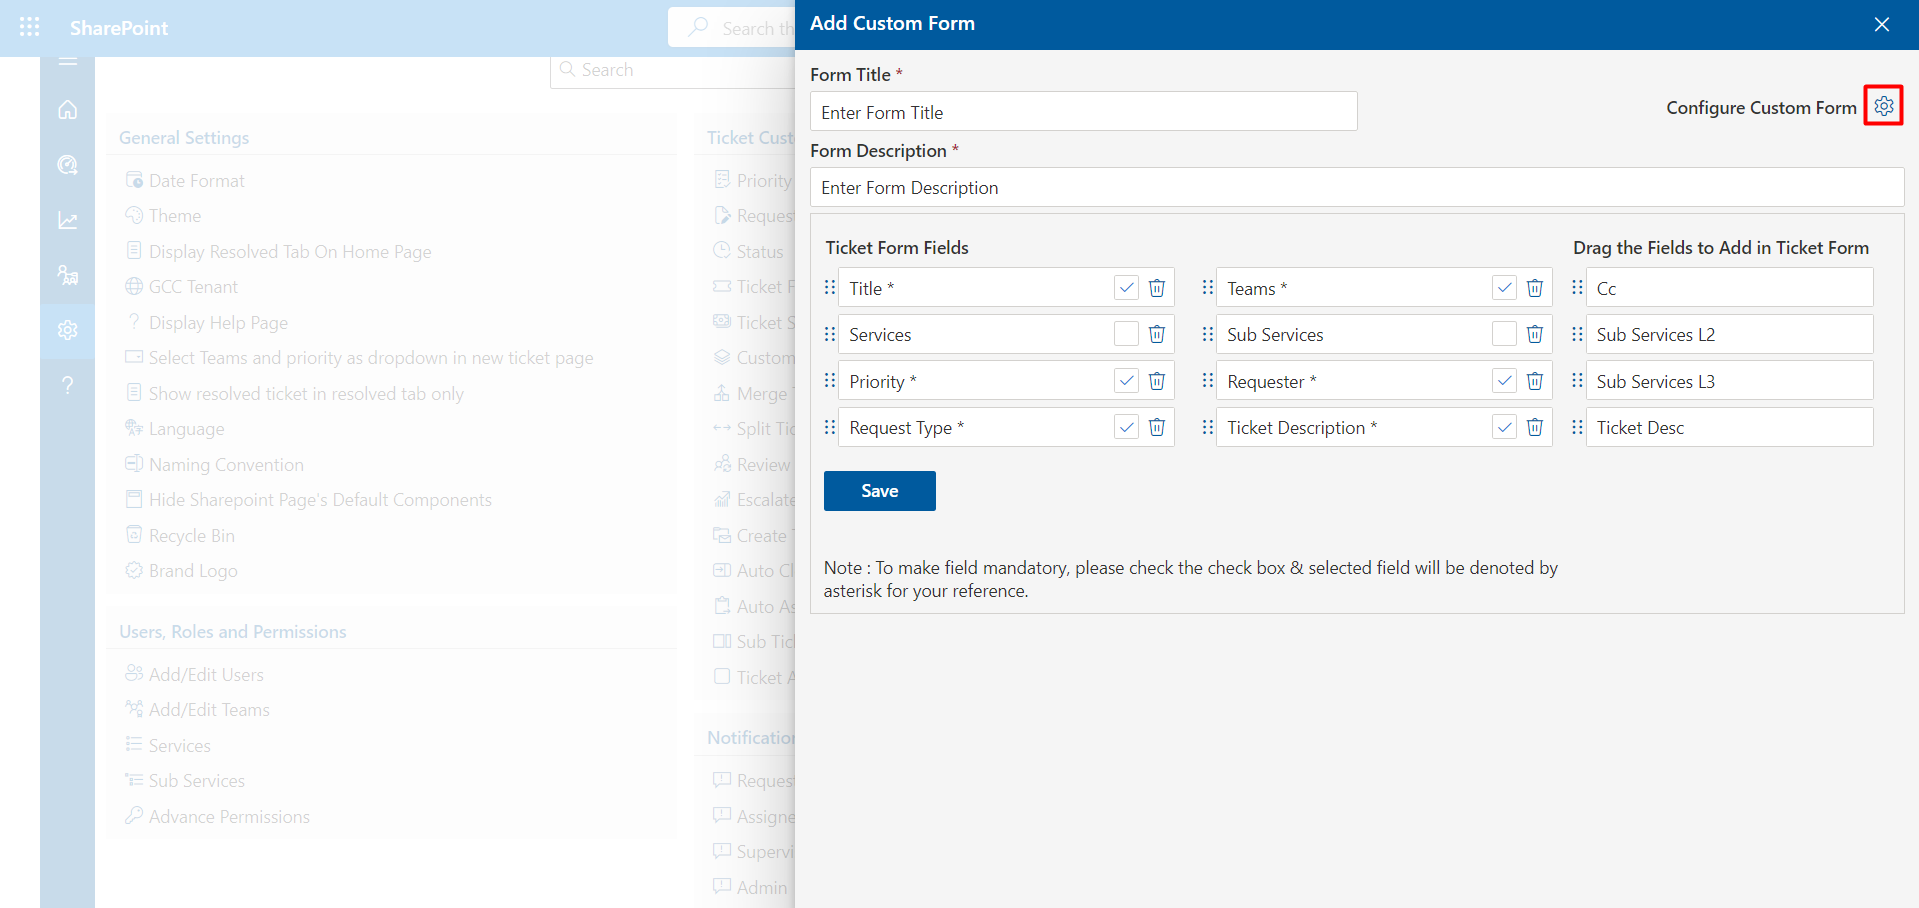 SharePoint
Search th
Search
General Settings
Date Format
Theme
Display Resolved Tab On Home Page
GCC Tenant
Display Help Page
Select Teams and priority as dropdown in new ticket page
Show resolved ticket in resolved tab only
Language
Naming Convention
Hide Sharepoint Page's Default Components
Recycle Bin
Brand Logo
Users, Roles and Permissions
Add/Edit Users
Add/Edit Teams
Services
Sub Services
Advance Permissions
Ticket Cust
Priority
Reques
Status
Ticket F
Ticket S
Custom
Merge T
Split Tic
Review
Escalate
Create T
Auto Cl
Auto As
Sub Tick
Ticket A
Notification
Reques
Assigne
Supervi
Admin
Add Custom Form
Form Title *
Enter Form Title
Configure Custom Form
Form Description *
Enter Form Description
Ticket Form Fields
Drag the Fields to Add in Ticket Form
Title *
Teams *
Cc
Services
Sub Services
Sub Services L2
Priority *
Requester *
Sub Services L3
Request Type *
Ticket Description *
Ticket Desc
Save
Note : To make field mandatory, please check the check box & selected field will be denoted by
asterisk for your reference.